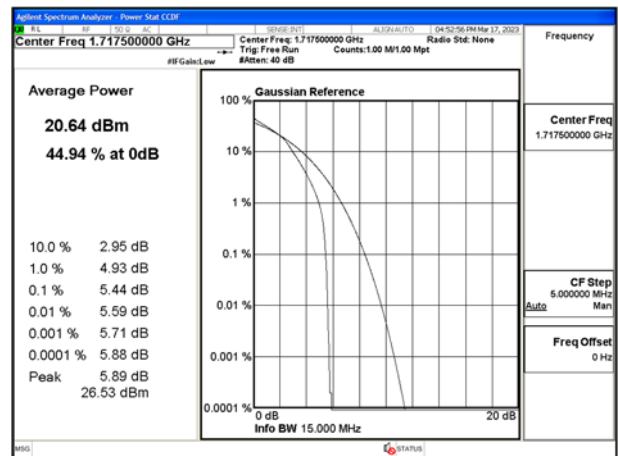 Agilent Spectrum Analyzer - Power Stat CCDF
RL RF 50 Ω AC SENSE:INT ALIGN AUTO 04:52:56 PM Mar 17, 2023
Center Freq 1.717500000 GHz
Center Freq: 1.717500000 GHz Radio Std: None
Trig: Free Run Counts:1.00 M/1.00 Mpt
#IFGain:Low #Atten: 40 dB
Frequency
Average Power
20.64 dBm
44.94 % at 0dB
10.0 % 2.95 dB
1.0 % 4.93 dB
0.1 % 5.44 dB
0.01 % 5.59 dB
0.001 % 5.71 dB
0.0001 % 5.88 dB
Peak 5.89 dB
26.53 dBm
Gaussian Reference
100 %
10 %
1 %
0.1 %
0.01 %
0.001 %
0.0001 %
0 dB 20 dB
Info BW 15.000 MHz
Center Freq
1.717500000 GHz
CF Step
5.000000 MHz
Auto Man
Freq Offset
0 Hz
MSG STATUS